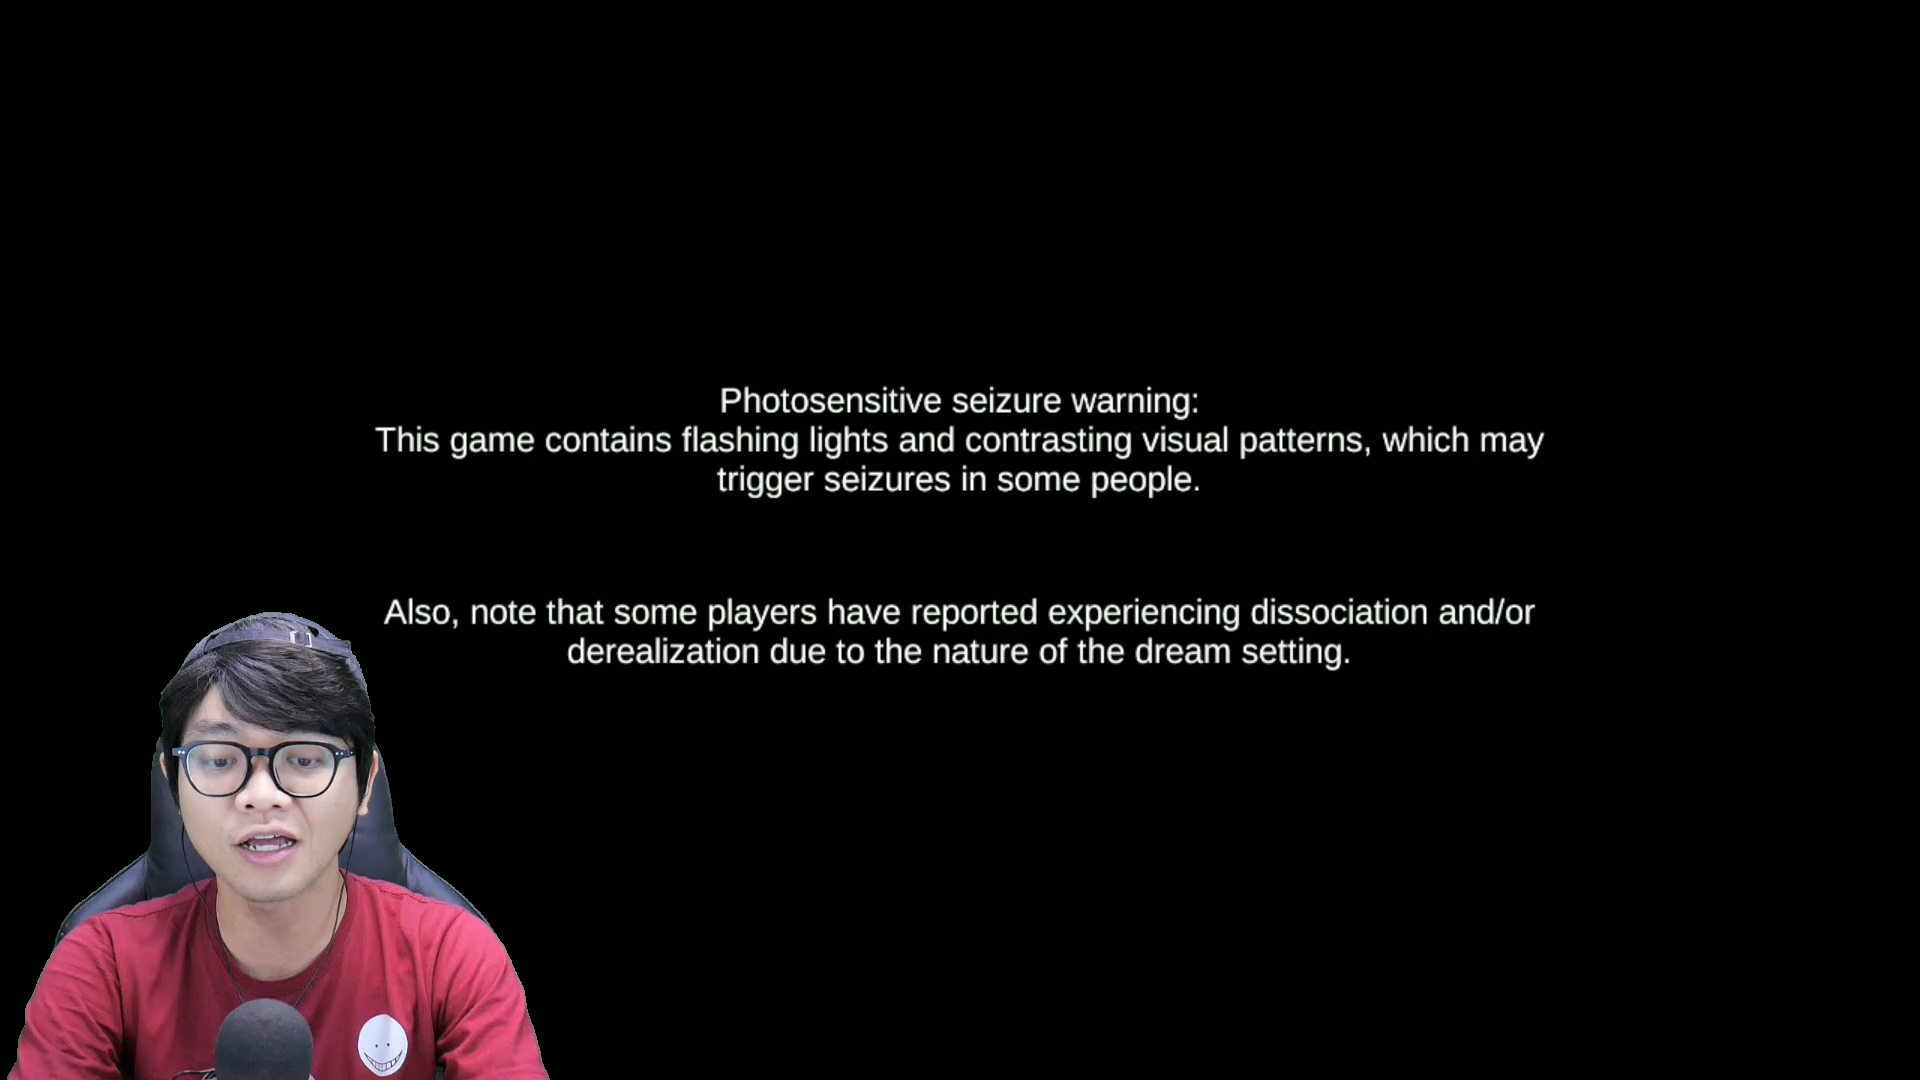 Photosensitive seizure warning:
This game contains flashing lights and contrasting visual patterns, which may
trigger seizures in some people.
Also, note that some players have reported experiencing dissociation and/or
derealization due to the nature of the dream setting.